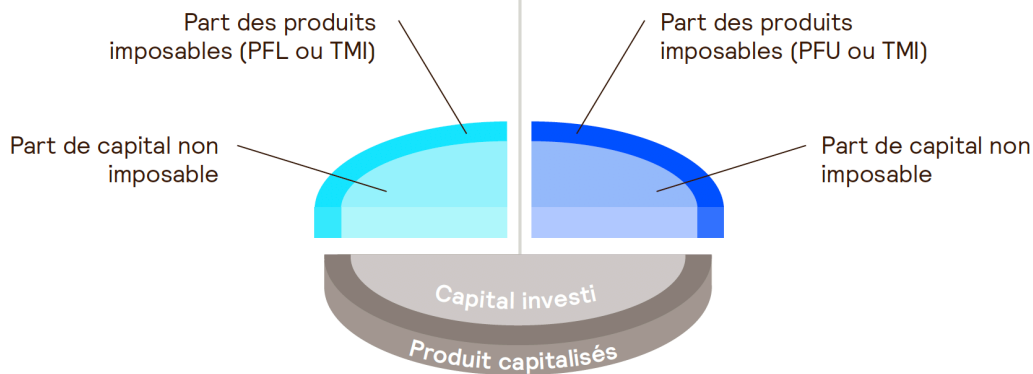 Part des produits
imposables (PFL ou TMI)
Part des produits
imposables (PFU ou TMI)
Part de capital non
imposable
Part de capital non
imposable
Capital investi
Produit capitalisés